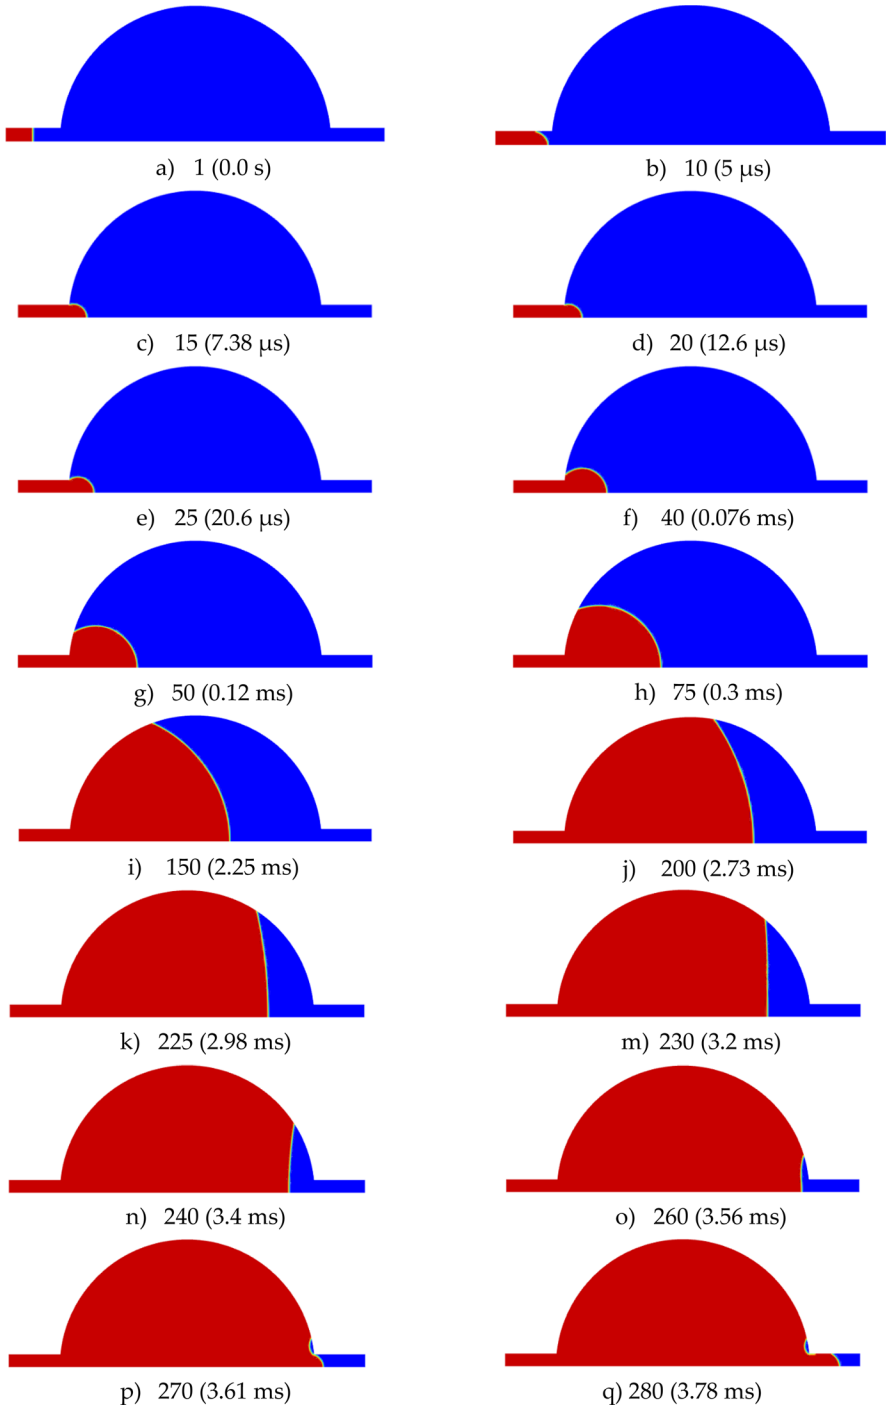 a) 1 (0.0 s)
b) 10 (5 µs)
c) 15 (7.38 µs)
d) 20 (12.6 µs)
e) 25 (20.6 µs)
f) 40 (0.076 ms)
g) 50 (0.12 ms)
h) 75 (0.3 ms)
i) 150 (2.25 ms)
j) 200 (2.73 ms)
k) 225 (2.98 ms)
m) 230 (3.2 ms)
n) 240 (3.4 ms)
o) 260 (3.56 ms)
p) 270 (3.61 ms)
q) 280 (3.78 ms)